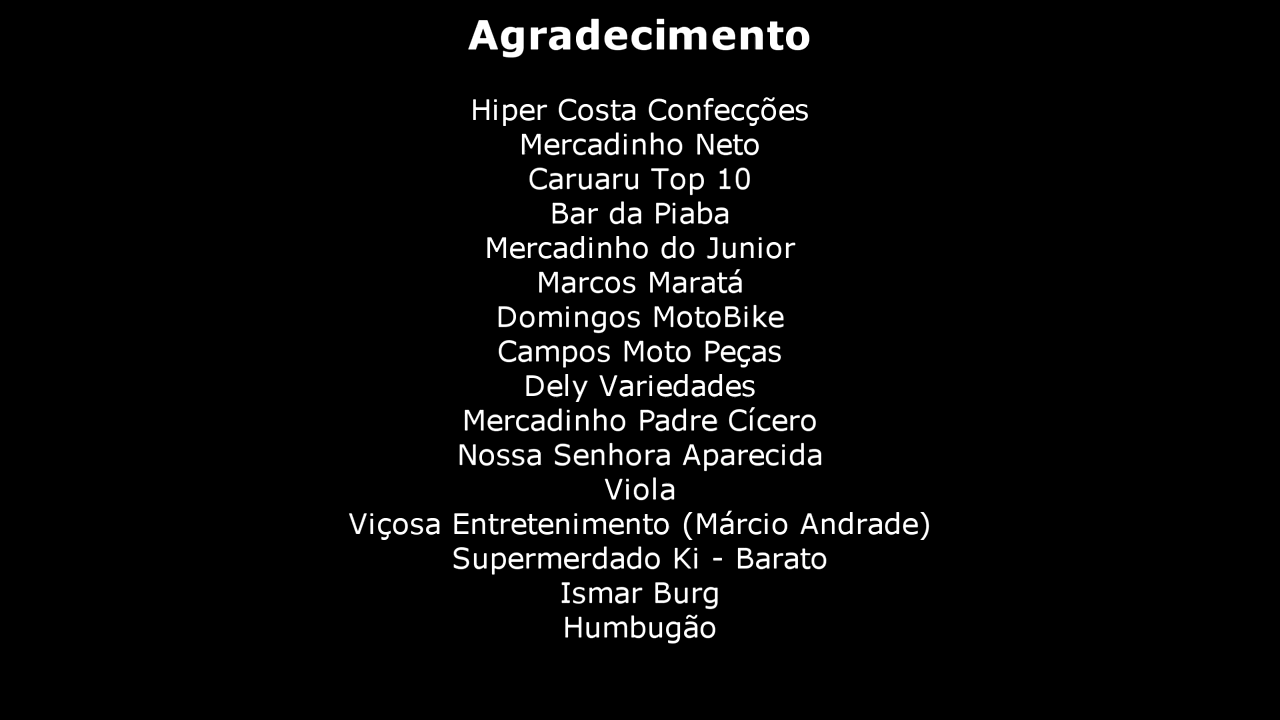 Agradecimento
Hiper Costa Confecções
Mercadinho Neto
Caruaru Top 10
Bar da Piaba
Mercadinho do Junior
Marcos Maratá
Domingos MotoBike
Campos Moto Peças
Dely Variedades
Mercadinho Padre Cícero
Nossa Senhora Aparecida
Viola
Viçosa Entretenimento (Márcio Andrade)
Supermerdado Ki - Barato
Ismar Burg
Humbugão